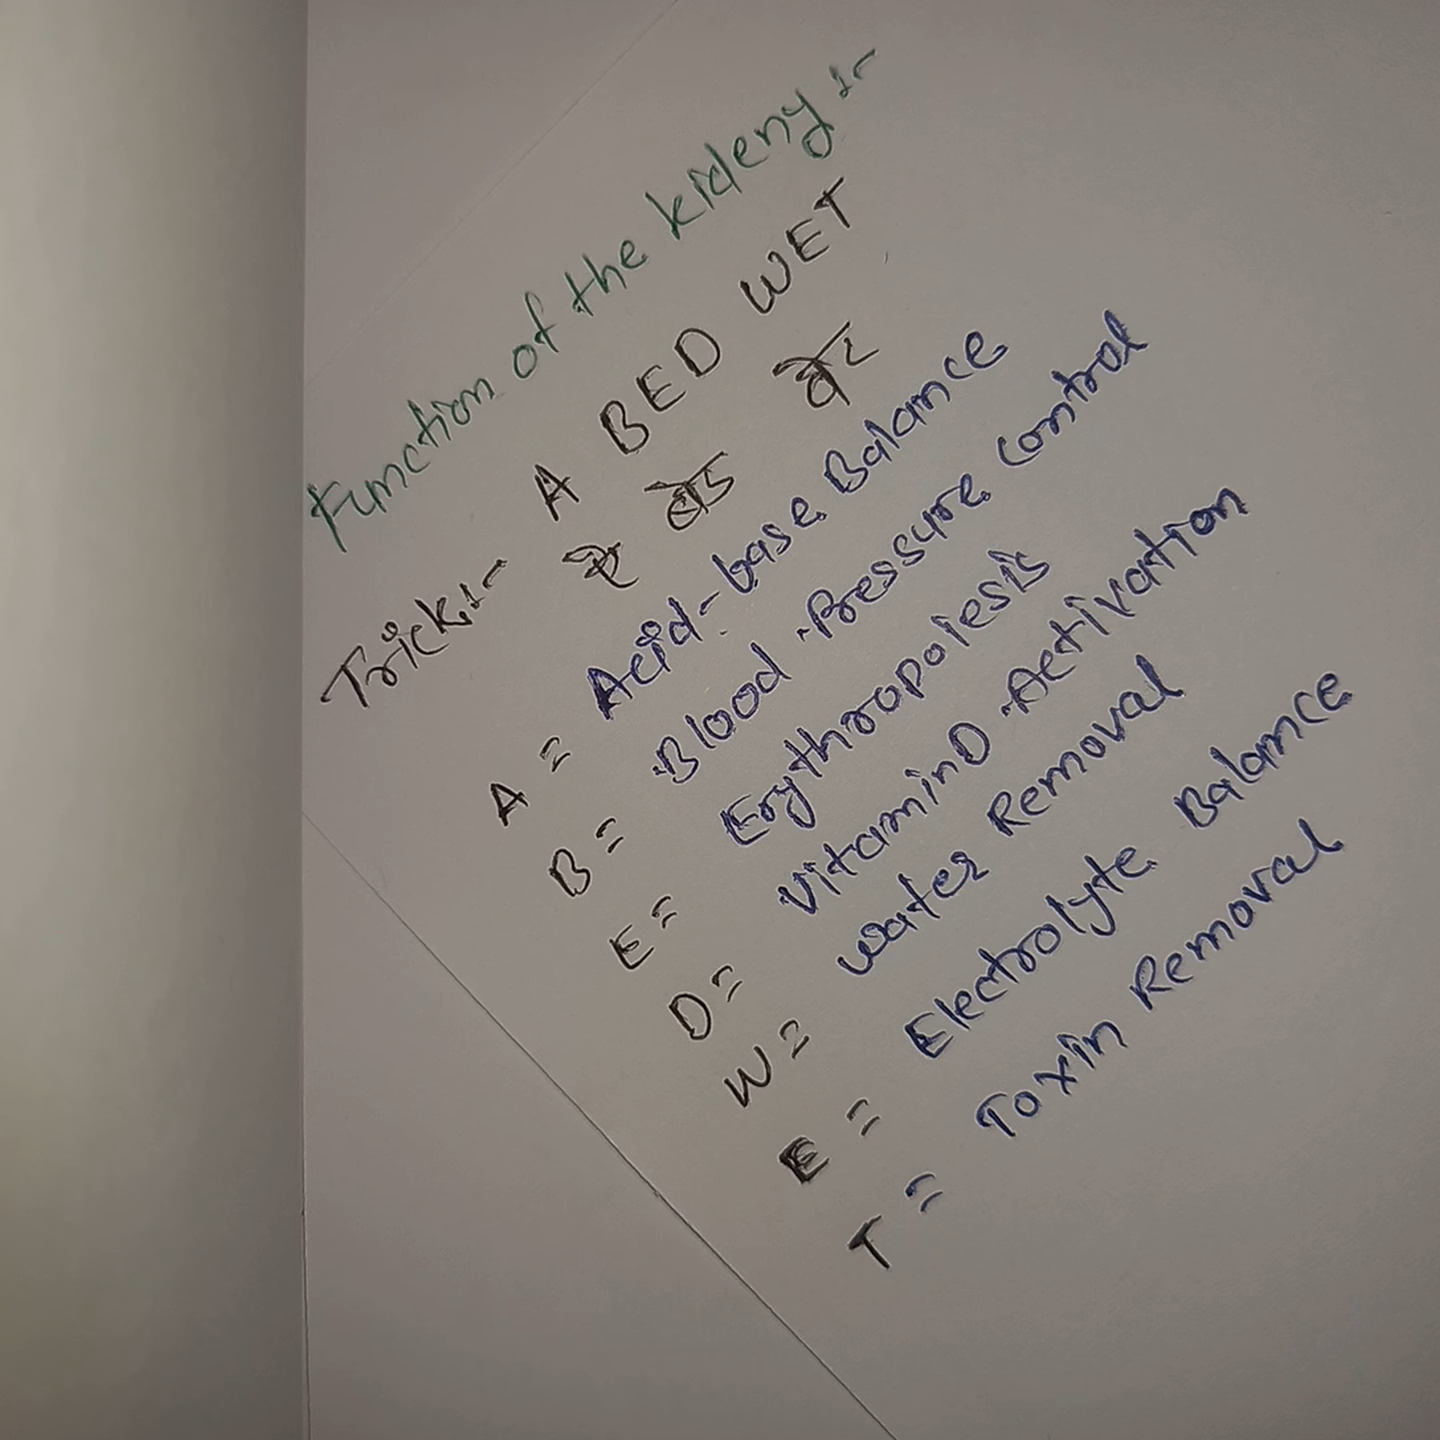 Function of the kideny :-
Trick:- A BED WET
ए बेड वेट
A = Acid-base Balance
B = Blood Pressure Control
E = Erythropoiesis
D = Vitamin D Activation
W = Water Removal
E = Electrolyte Balance
T = Toxin Removal